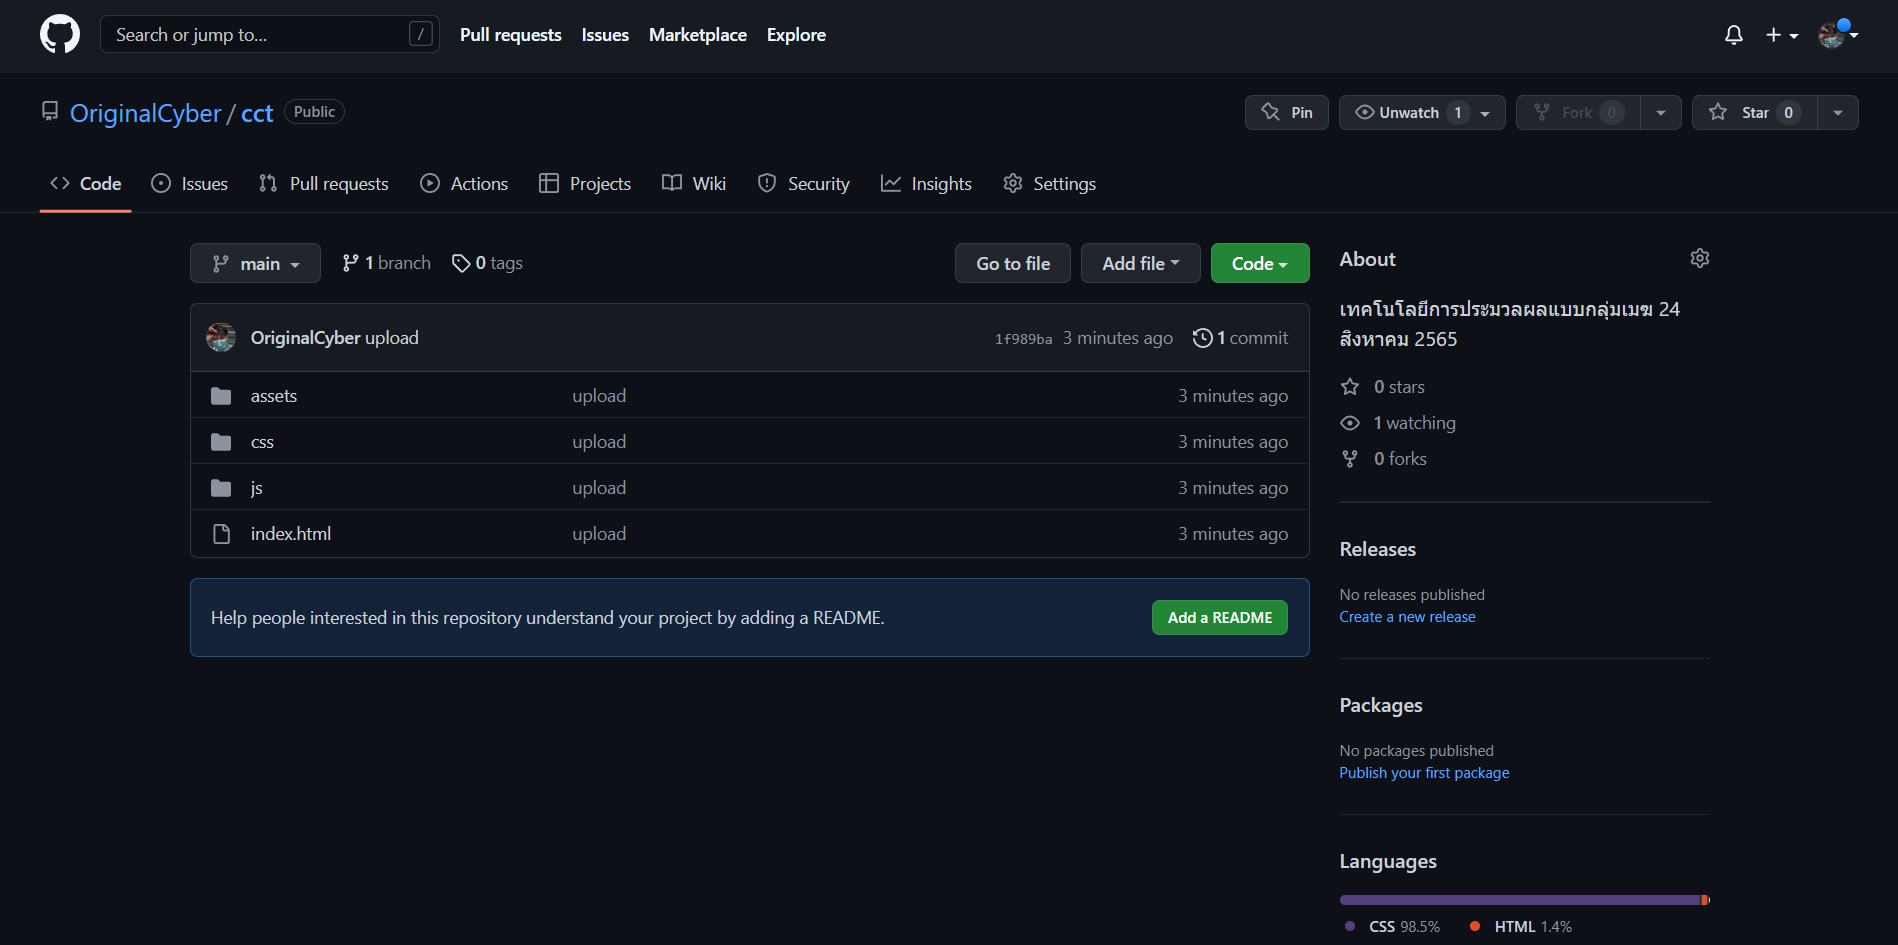 Search or jump to... / Pull requests Issues Marketplace Explore
OriginalCyber / cct Public Pin Unwatch 1 Fork 0 Star 0
Code Issues Pull requests Actions Projects Wiki Security Insights Settings
main 1 branch 0 tags Go to file Add file Code
OriginalCyber upload 1f989ba 3 minutes ago 1 commit
assets upload 3 minutes ago
css upload 3 minutes ago
js upload 3 minutes ago
index.html upload 3 minutes ago
Help people interested in this repository understand your project by adding a README. Add a README
About
เทคโนโลยีการประมวลผลแบบกลุ่มเมฆ 24
สิงหาคม 2565
0 stars
1 watching
0 forks
Releases
No releases published
Create a new release
Packages
No packages published
Publish your first package
Languages
CSS 98.5% HTML 1.4%